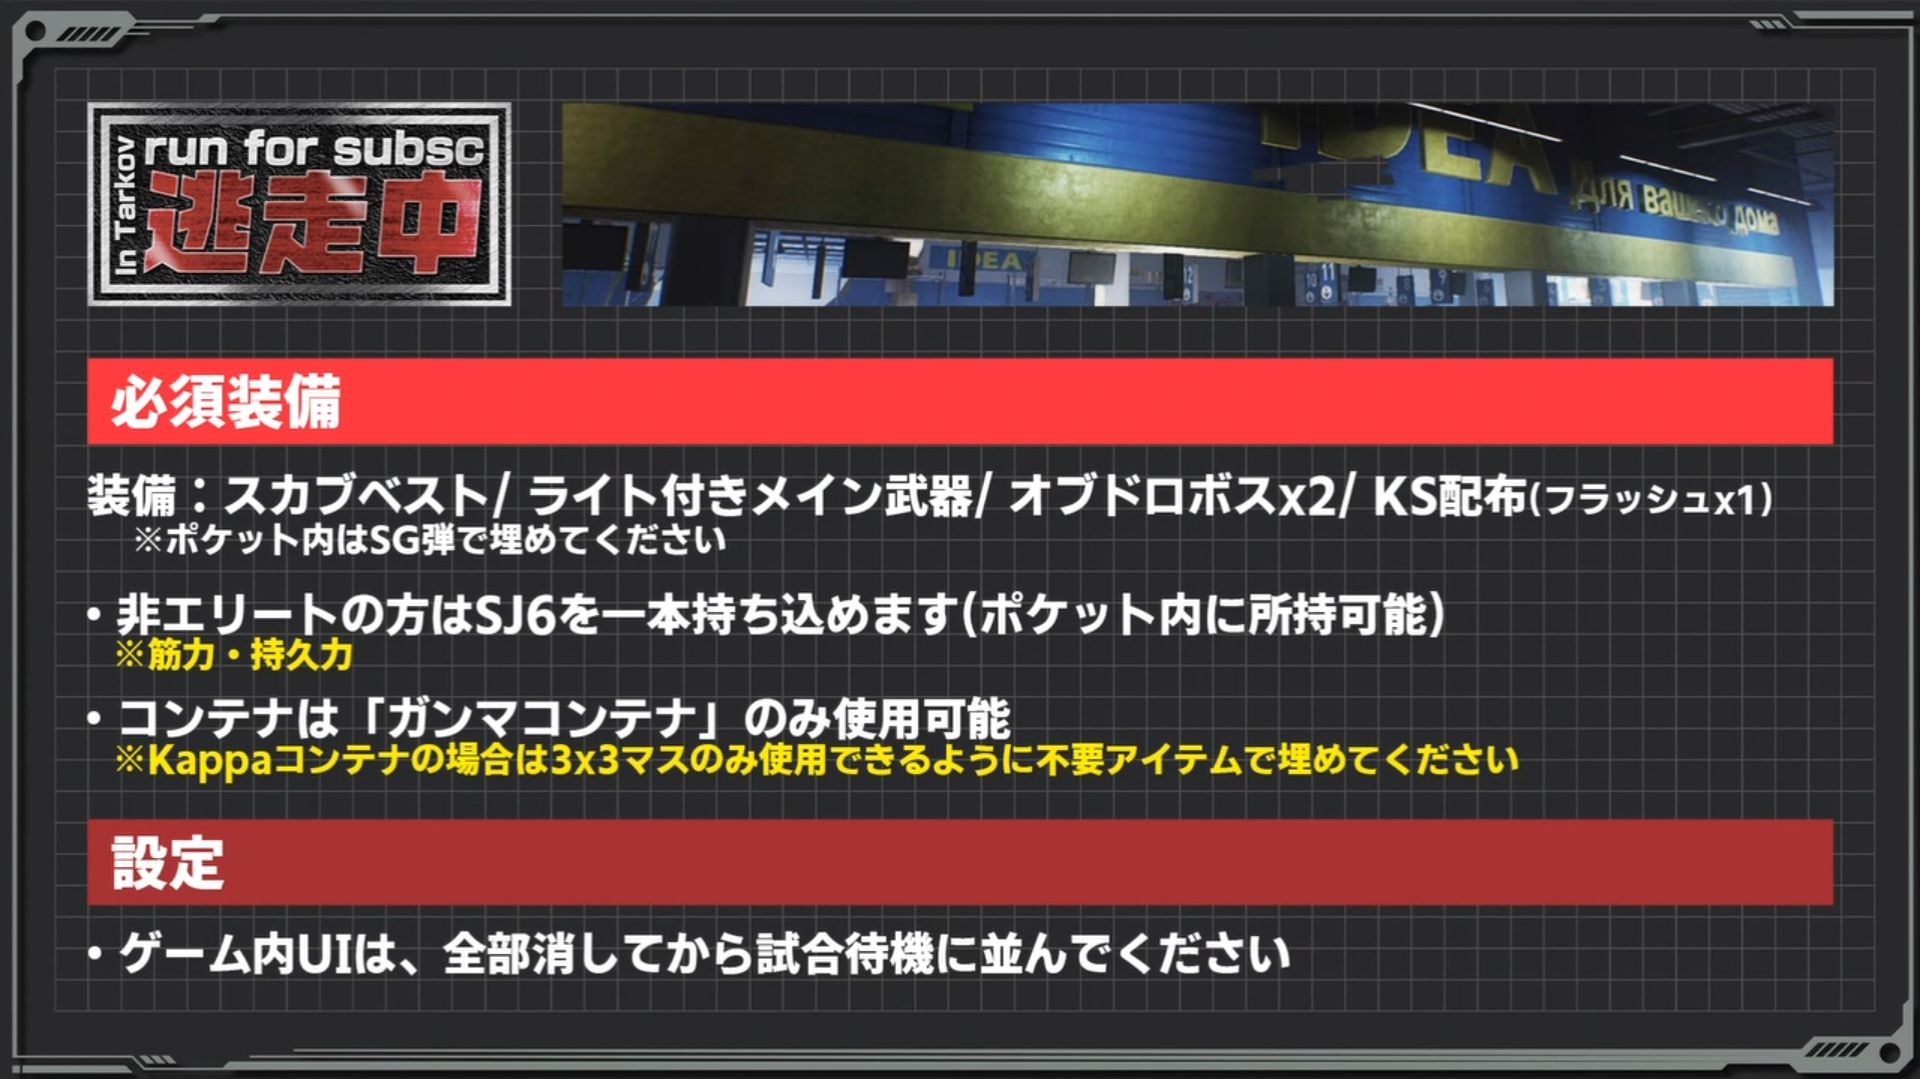 run for subsc
In Tarkov
逃走中
IDEA
для вашего дома
IDEA
12
10
11
9
必須装備
装備：スカブベスト/ ライト付きメイン武器/ オブドロボスx2/ KS配布(フラッシュx1)
※ポケット内はSG弾で埋めてください
・非エリートの方はSJ6を一本持ち込めます(ポケット内に所持可能)
※筋力・持久力
・コンテナは「ガンマコンテナ」のみ使用可能
※Kappaコンテナの場合は3x3マスのみ使用できるように不要アイテムで埋めてください
設定
・ゲーム内UIは、全部消してから試合待機に並んでください